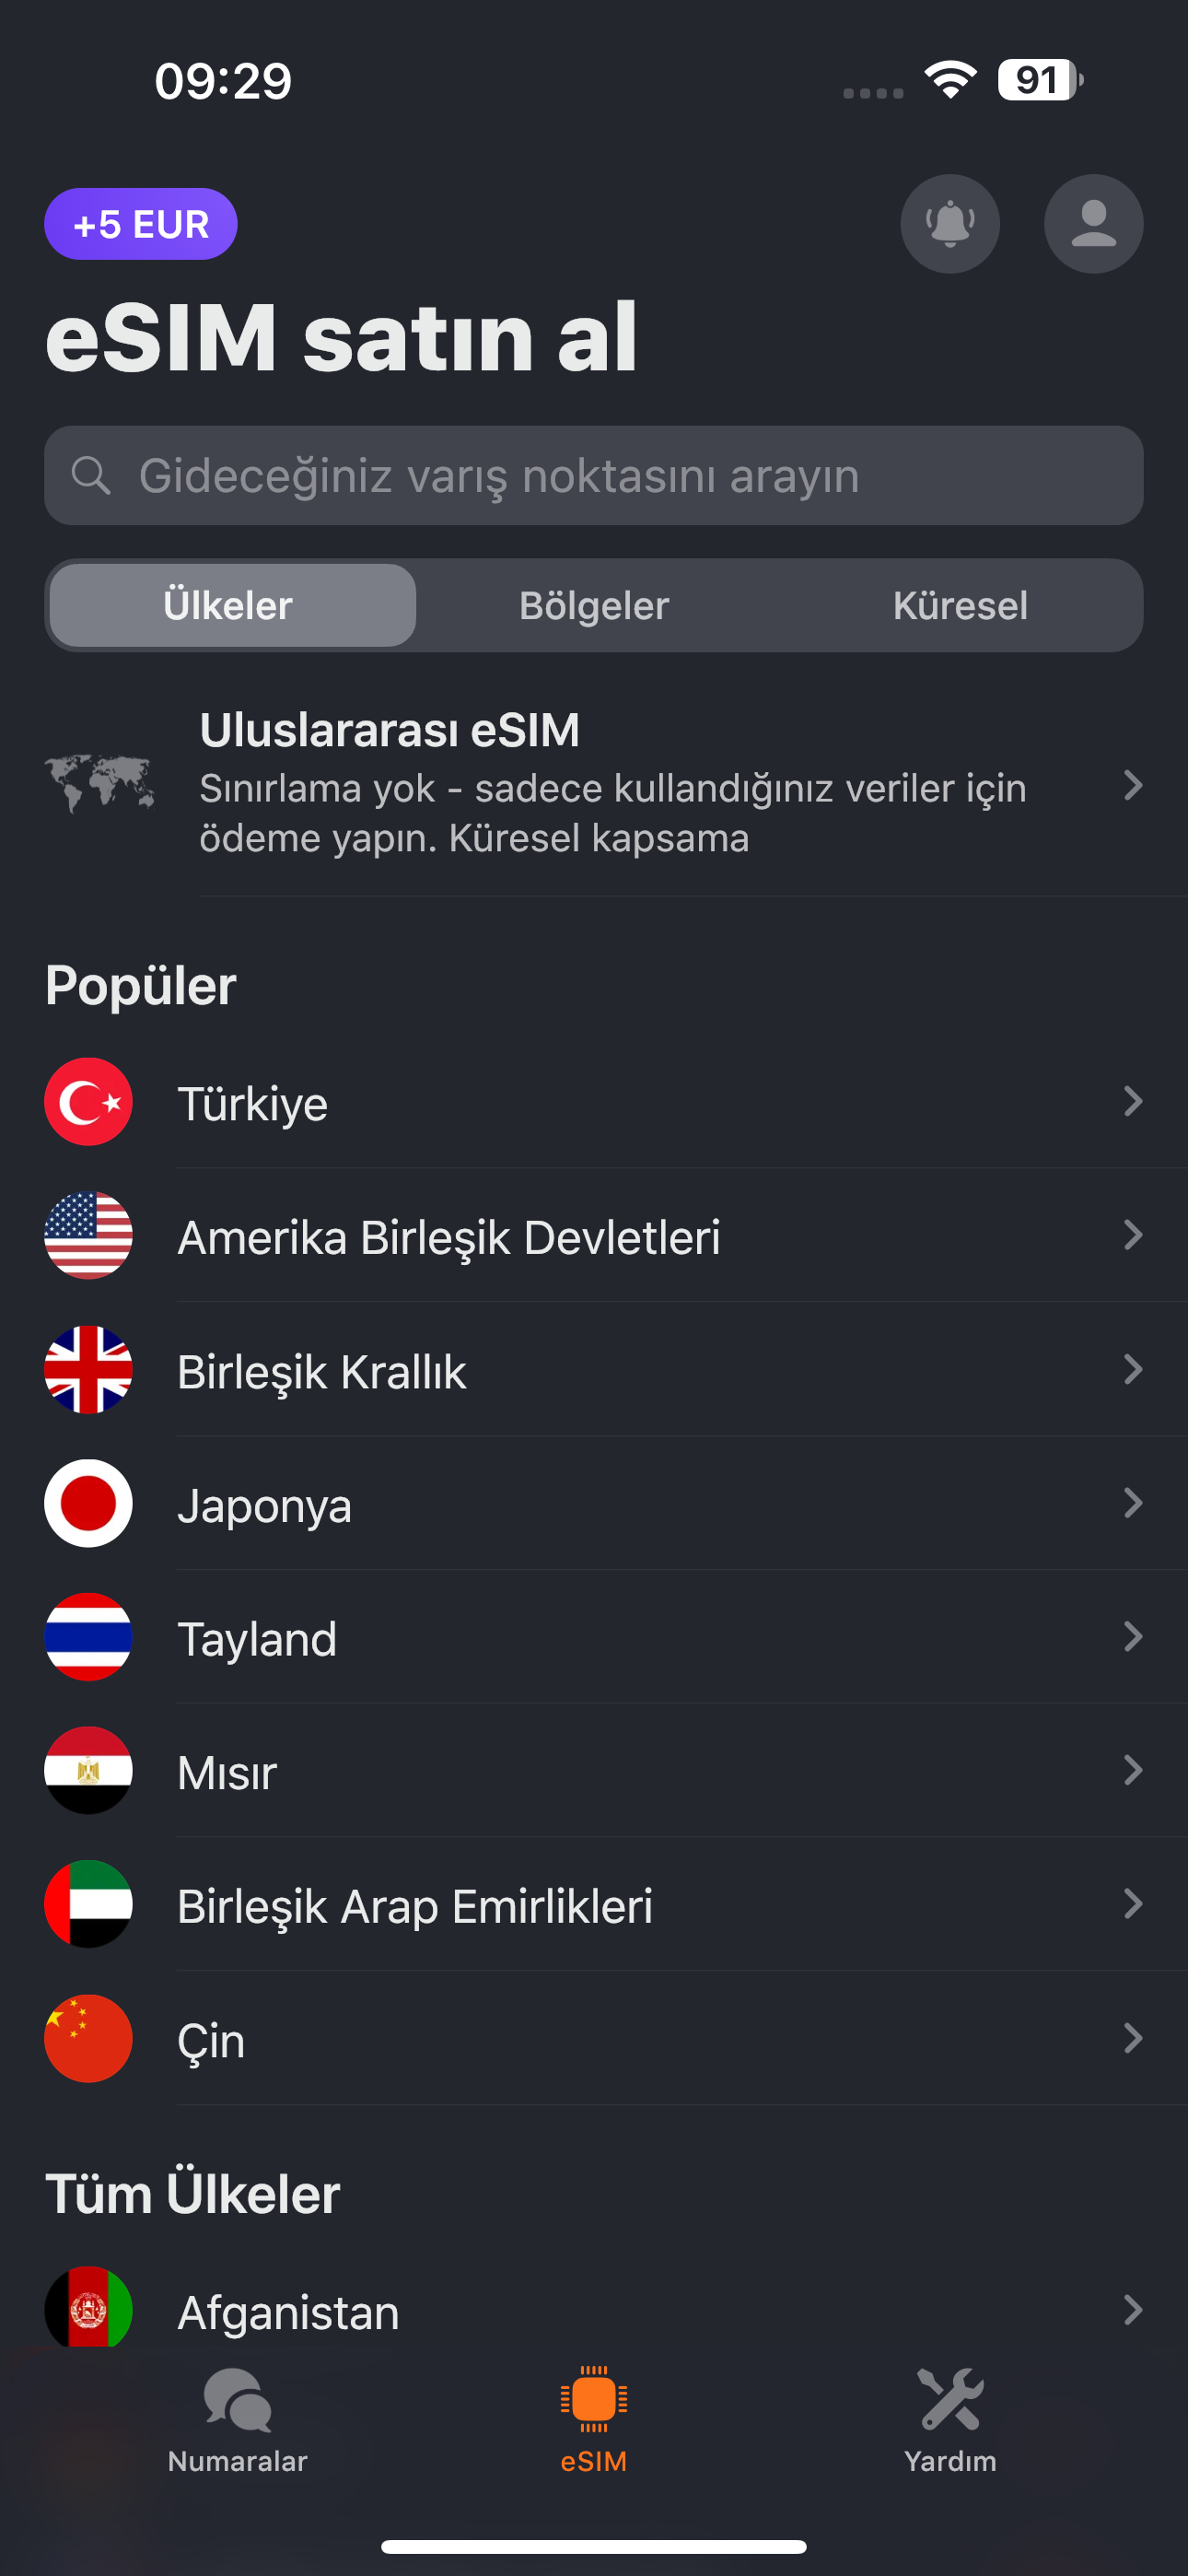 09:29
91
+5 EUR
eSIM satın al
Gideceğiniz varış noktasını arayın
Ülkeler
Bölgeler
Küresel
Uluslararası eSIM
Sınırlama yok - sadece kullandığınız veriler için
ödeme yapın. Küresel kapsama
Popüler
Türkiye
Amerika Birleşik Devletleri
Birleşik Krallık
Japonya
Tayland
Mısır
Birleşik Arap Emirlikleri
Çin
Tüm Ülkeler
Afganistan
Numaralar
eSIM
Yardım